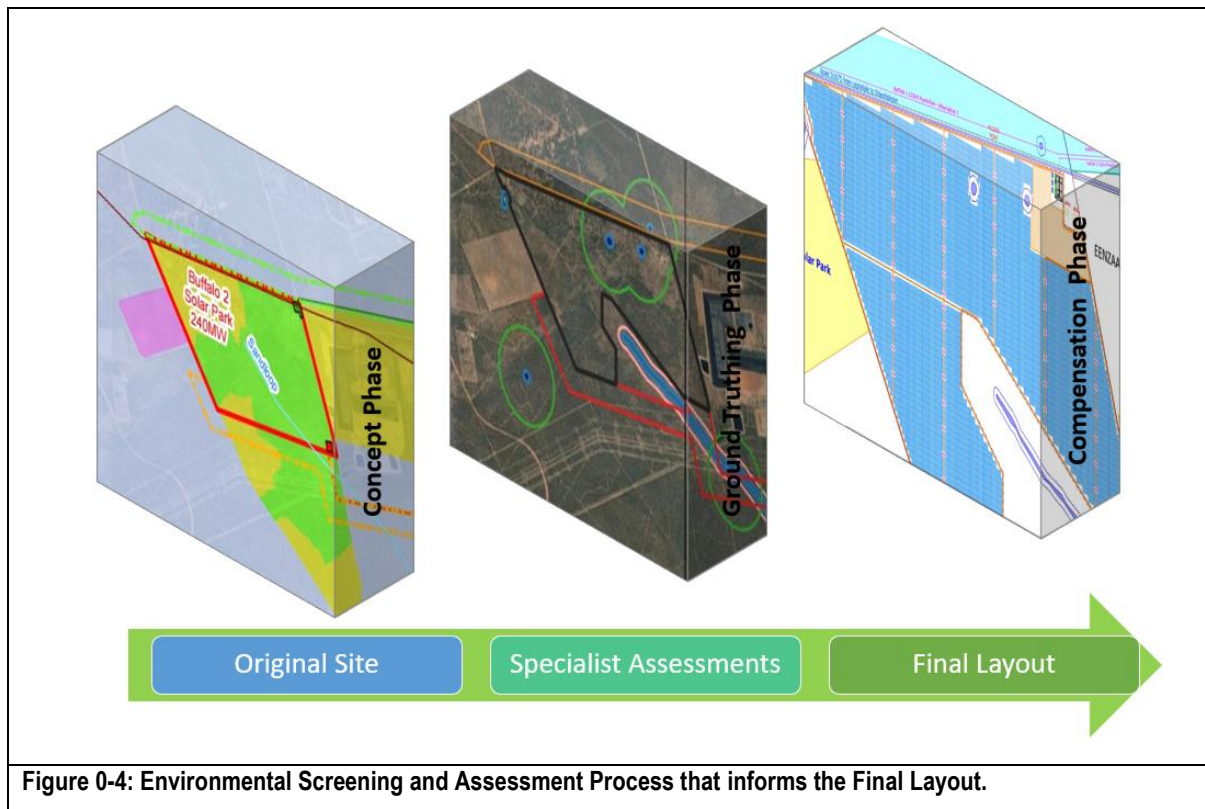 Buffalo 2
Solar Park
240MW
Sandloop
Concept Phase
Ground Truthing Phase
EENZAA
lar Park
Compensation Phase
Original Site
Specialist Assessments
Final Layout
Figure 0-4: Environmental Screening and Assessment Process that informs the Final Layout.